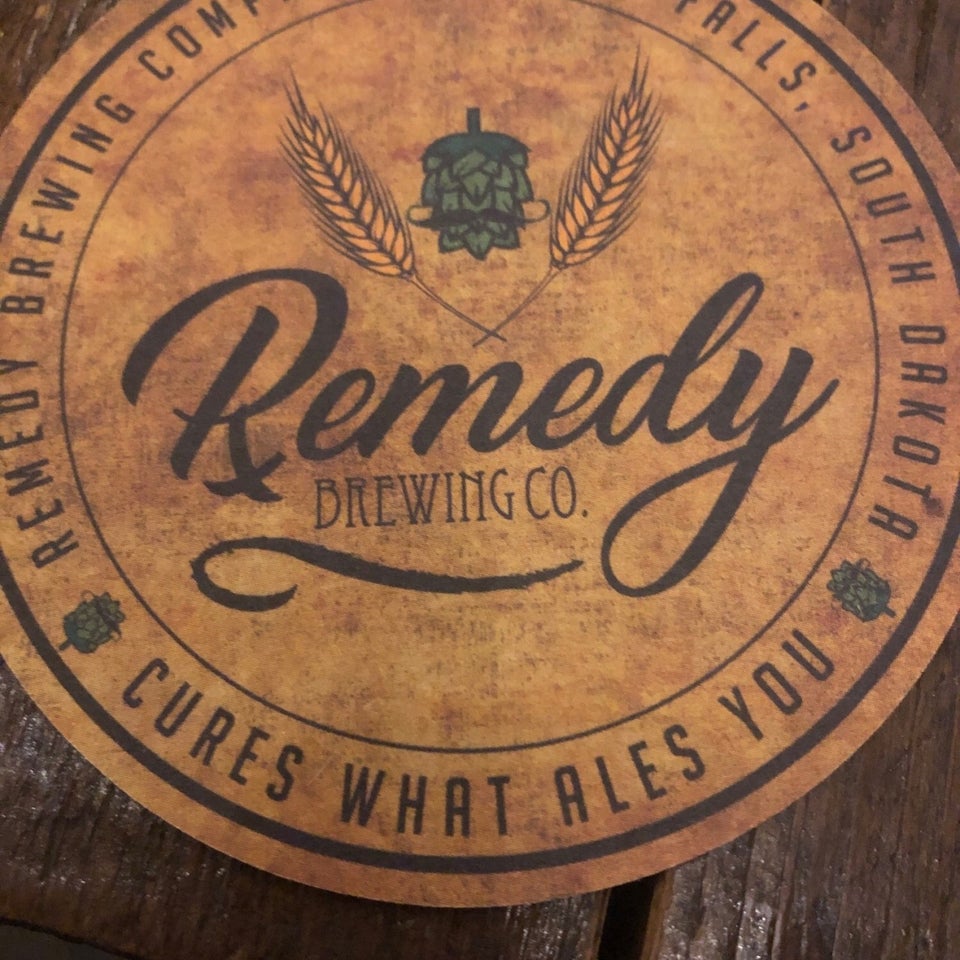 REMEDY BREWING COMP
FALLS, SOUTH DAKOTA
Remedy
BREWING CO.
CURES WHAT ALES YOU